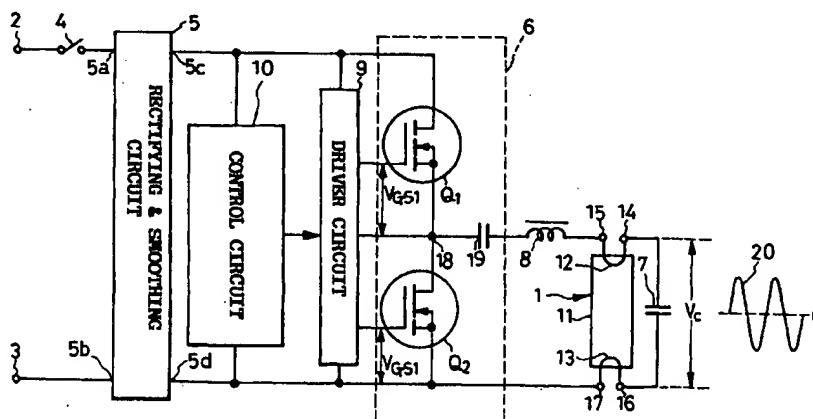 2
4
5
6
5a
5c
10
9
RECTIFYING & SMOOTHING
CIRCUIT
CONTROL CIRCUIT
DRIVER CIRCUIT
VGS1
Q1
18
19
8
15
14
12
1
11
7
Vc
20
13
Q2
VGS1
3
5b
5d
17
16